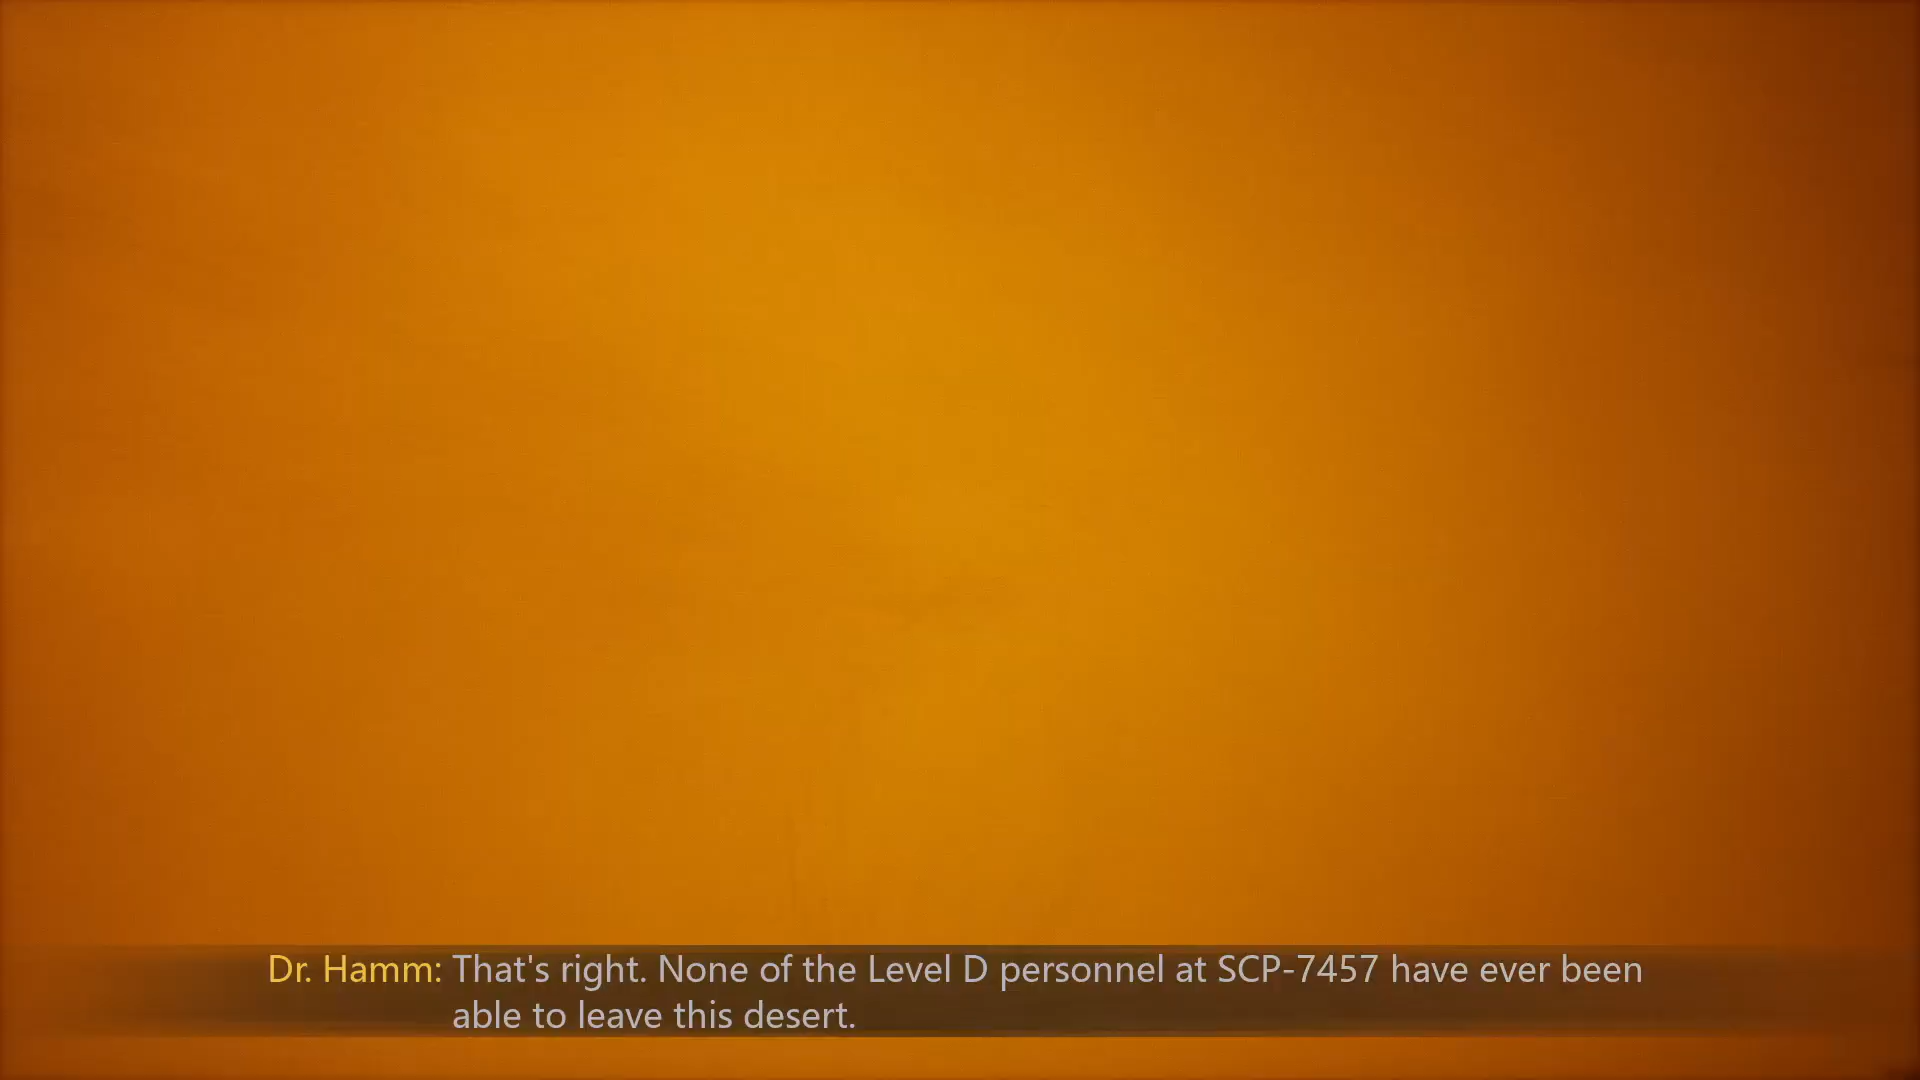 Dr. Hamm: That's right. None of the Level D personnel at SCP-7457 have ever been
able to leave this desert.